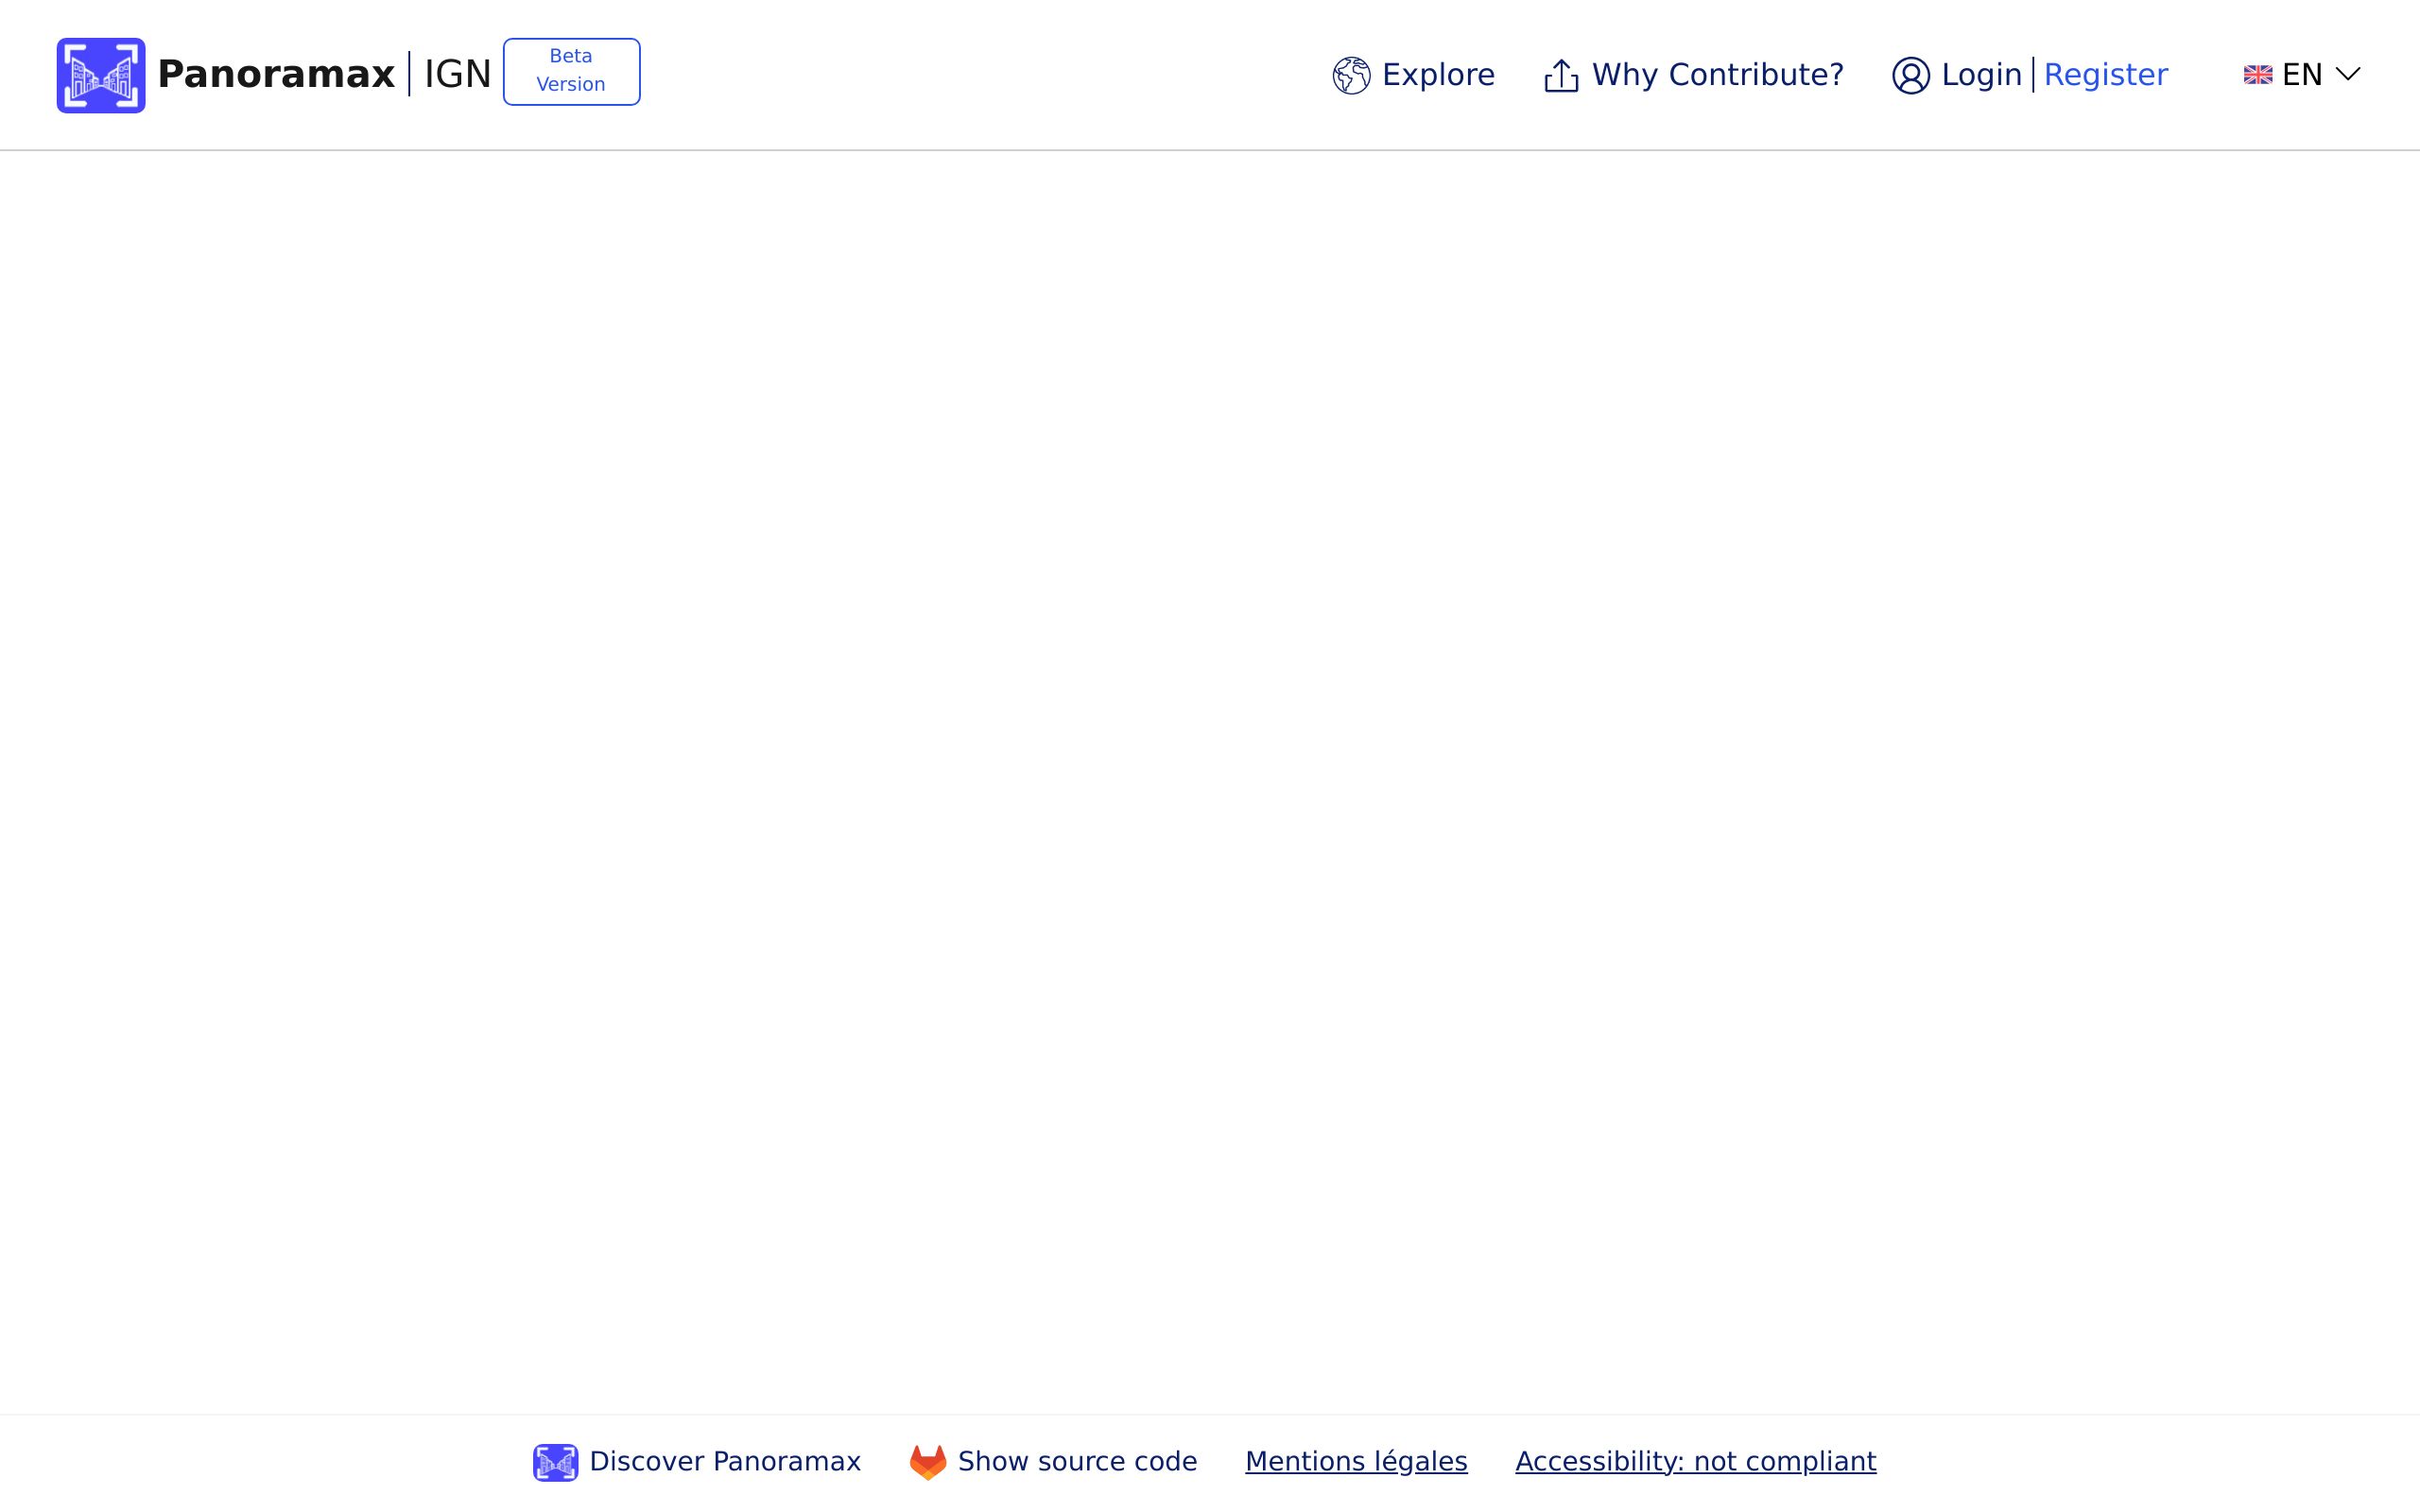 Panoramax | IGN
Beta
Version
Explore
Why Contribute?
Login | Register
EN
Discover Panoramax
Show source code
Mentions légales
Accessibility: not compliant